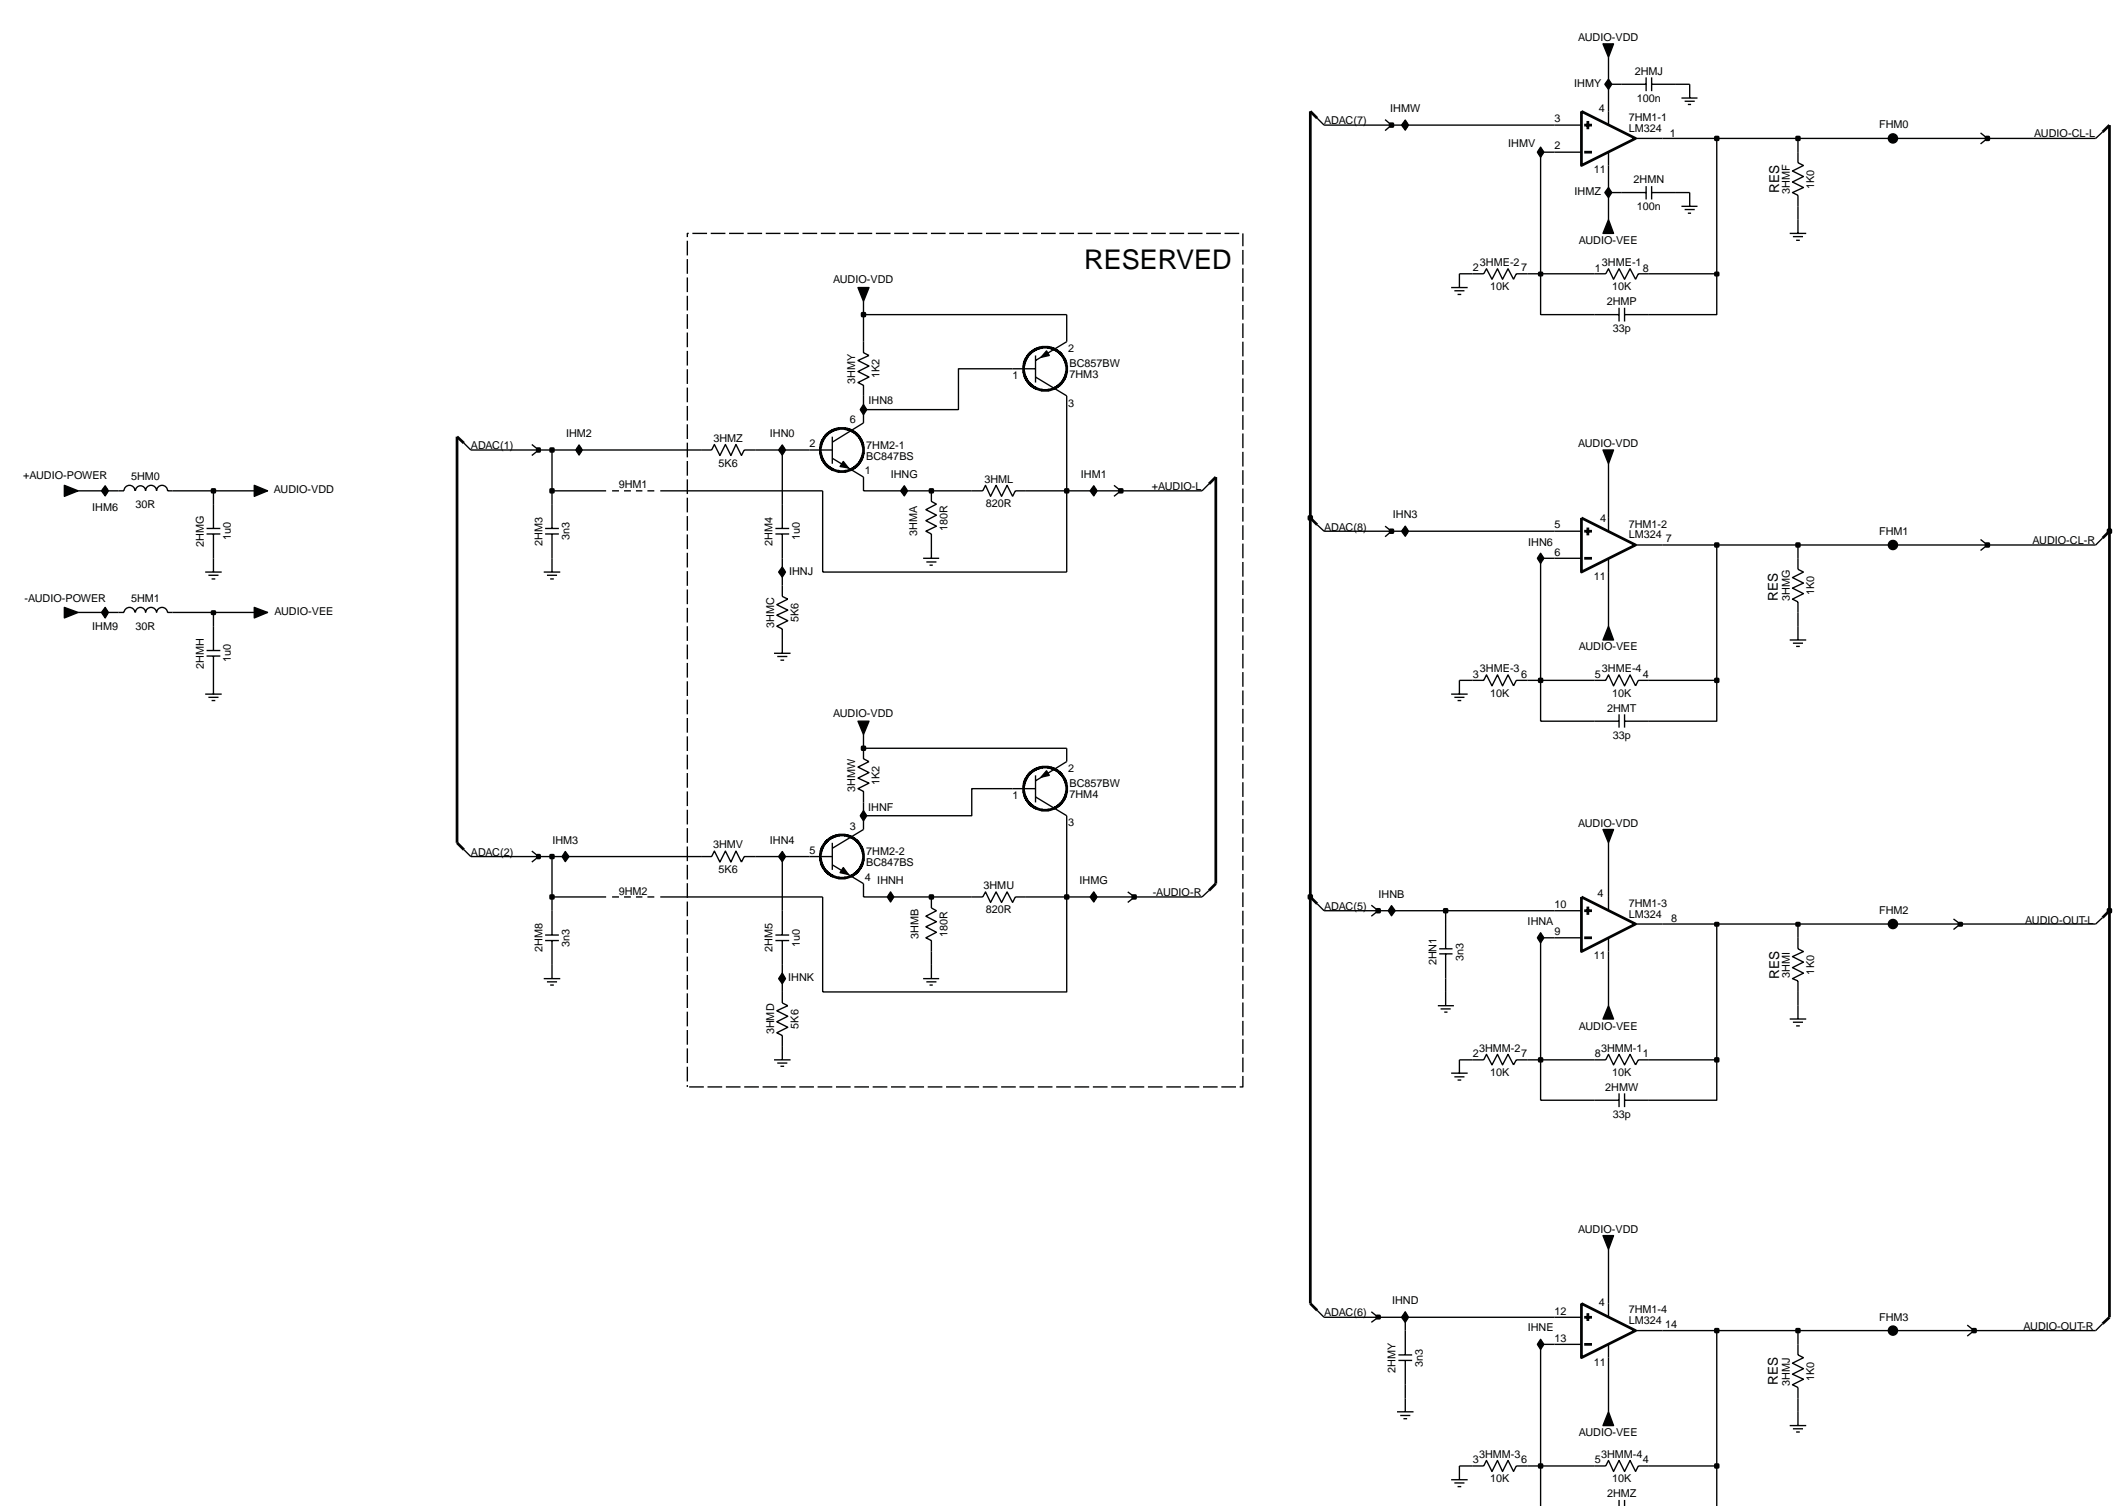 +AUDIO-POWER
5HM0
30R
IHM6
AUDIO-VDD
2HMG
1u0
-AUDIO-POWER
5HM1
30R
IHM9
AUDIO-VEE
2HMH
1u0
RESERVED
AUDIO-VDD
3HMY
1K2
2
BC857BW
7HM3
1
3
IHN8
6
ADAC(1)
IHM2
3HMZ
5K6
IHN0
2
7HM2-1
BC847BS
1
IHNG
3HML
820R
IHM1
+AUDIO-L
9HM1
2HM3
3n3
2HM4
1u0
3HMA
180R
IHNJ
3HMC
5K6
AUDIO-VDD
3HMW
1K2
2
BC857BW
7HM4
1
3
IHNF
3
ADAC(2)
IHM3
3HMV
5K6
IHN4
5
7HM2-2
BC847BS
4
IHNH
3HMU
820R
IHMG
-AUDIO-R
9HM2
2HM8
3n3
2HM5
1u0
3HMB
180R
IHNK
3HMD
5K6
AUDIO-VDD
IHMY
2HMJ
100n
4
ADAC(7)
IHMW
3
7HM1-1
LM324
1
FHM0
AUDIO-CL-L
IHMV
2
11
IHMZ
2HMN
100n
RES
3HMF
1K0
AUDIO-VEE
2 3HME-2 7
10K
1 3HME-1 8
10K
2HMP
33p
AUDIO-VDD
4
ADAC(8)
IHN3
5
7HM1-2
LM324
7
FHM1
AUDIO-CL-R
IHN6
6
11
RES
3HMG
1K0
AUDIO-VEE
3 3HME-3 6
10K
5 3HME-4 4
10K
2HMT
33p
AUDIO-VDD
4
ADAC(5)
IHNB
10
7HM1-3
LM324
8
FHM2
AUDIO-OUT-L
IHNA
9
11
2HN1
3n3
RES
3HMI
1K0
AUDIO-VEE
2 3HMM-2 7
10K
8 3HMM-1 1
10K
2HMW
33p
AUDIO-VDD
4
ADAC(6)
IHND
12
7HM1-4
LM324
14
FHM3
AUDIO-OUT-R
IHNE
13
11
2HMY
3n3
RES
3HMJ
1K0
AUDIO-VEE
3 3HMM-3 6
10K
5 3HMM-4 4
10K
2HMZ